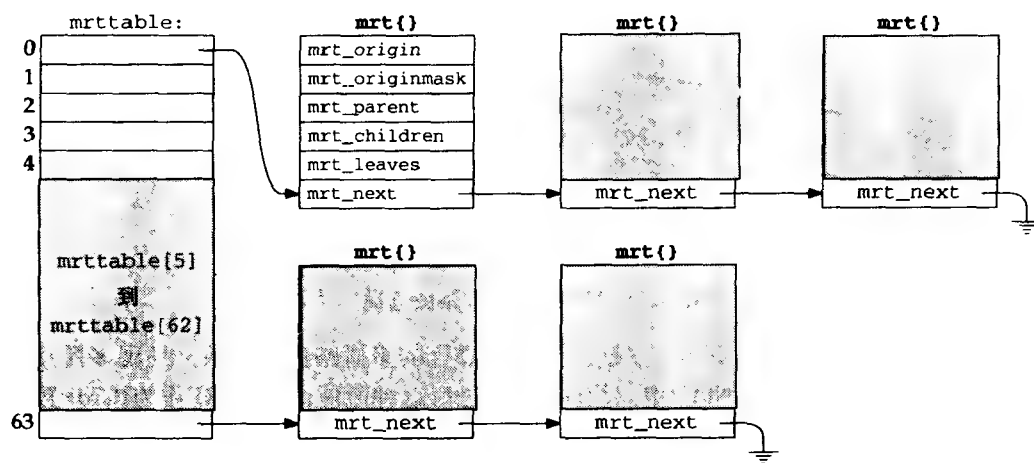 mrttable:
mrt{}
mrt{}
mrt{}
0
1
2
3
4
mrt_origin
mrt_originmask
mrt_parent
mrt_children
mrt_leaves
mrt_next
mrt_next
mrt_next
mrt{}
mrt{}
mrttable[5]
到
mrttable[62]
63
mrt_next
mrt_next